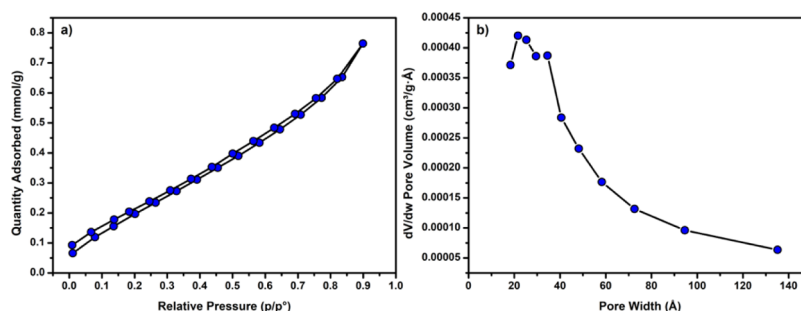 a)
Quantity Adsorbed (mmol/g)
0.8
0.7
0.6
0.5
0.4
0.3
0.2
0.1
0.0
0.0 0.1 0.2 0.3 0.4 0.5 0.6 0.7 0.8 0.9 1.0
Relative Pressure (p/p°)
b)
dV/dw Pore Volume (cm³/g·Å)
0.00045
0.00040
0.00035
0.00030
0.00025
0.00020
0.00015
0.00010
0.00005
0 20 40 60 80 100 120 140
Pore Width (Å)